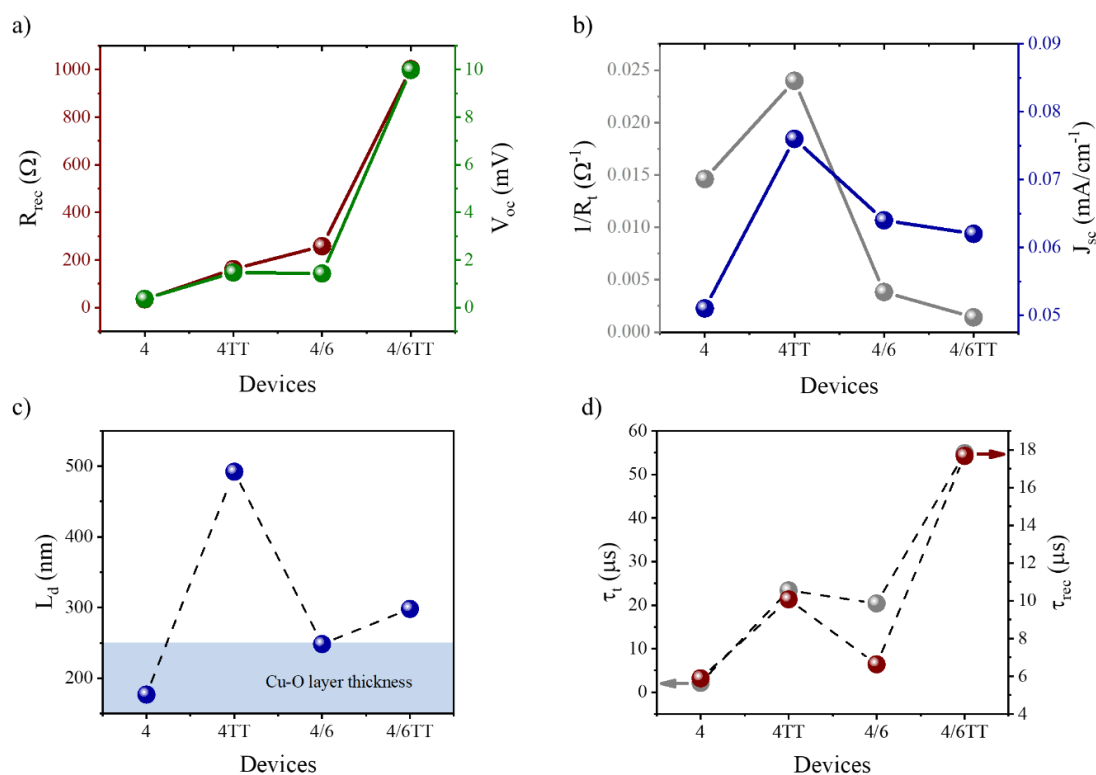 a)
1000
800
600
400
200
0
R_rec (Ω)
10
8
6
4
2
0
V_oc (mV)
4
4TT
4/6
4/6TT
Devices
b)
0.025
0.020
0.015
0.010
0.005
0.000
1/R_t (Ω⁻¹)
0.09
0.08
0.07
0.06
0.05
J_sc (mA/cm⁻¹)
4
4TT
4/6
4/6TT
Devices
c)
500
400
300
200
L_d (nm)
Cu-O layer thickness
4
4TT
4/6
4/6TT
Devices
d)
60
50
40
30
20
10
0
τ_t (μs)
18
16
14
12
10
8
6
4
τ_rec (μs)
4
4TT
4/6
4/6TT
Devices